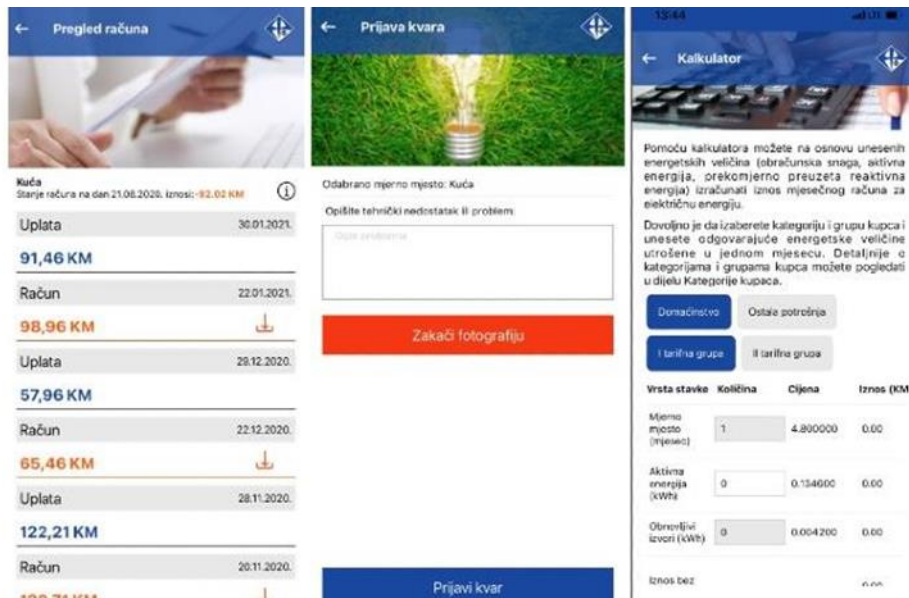 Pregled računa
Kuća
Stanje računa na dan 21.08.2020. iznosi:-92.02 KM
Uplata 30.01.2021.
91,46 KM
Račun 22.01.2021.
98,96 KM
Uplata 29.12.2020.
57,96 KM
Račun 22.12.2020.
65,46 KM
Uplata 28.11.2020.
122,21 KM
Račun 20.11.2020.
Prijava kvara
Odabrano mjerno mjesto: Kuća
Opišite tehnički nedostatak ili problem:
Opis problema
Zakači fotografiju
Prijavi kvar
13:44
LTE
Kalkulator
Pomoću kalkulatora možete na osnovu unesenih
energetskih veličina (obračunska snaga, aktivna
energija, prekomjerno preuzeta reaktivna
energija) izračunati iznos mjesečnog računa za
električnu energiju.
Dovoljno je da izaberete kategoriju i grupu kupca i
unesete odgovarajuće energetske veličine
utrošene u jednom mjesecu. Detaljnije o
kategorijama i grupama kupca možete pogledati
u dijelu Kategorije kupaca.
Domaćinstvo Ostala potrošnja
I tarifna grupa II tarifna grupa
Vrsta stavke Količina Cijena Iznos (KM
Mjerno
mjesto
(mjesec) 1 4.800000 0.00
Aktivna
energija
(kWh) 0 0.134600 0.00
Obnovljivi
izvori (kWh) 0 0.004200 0.00
Iznos bez